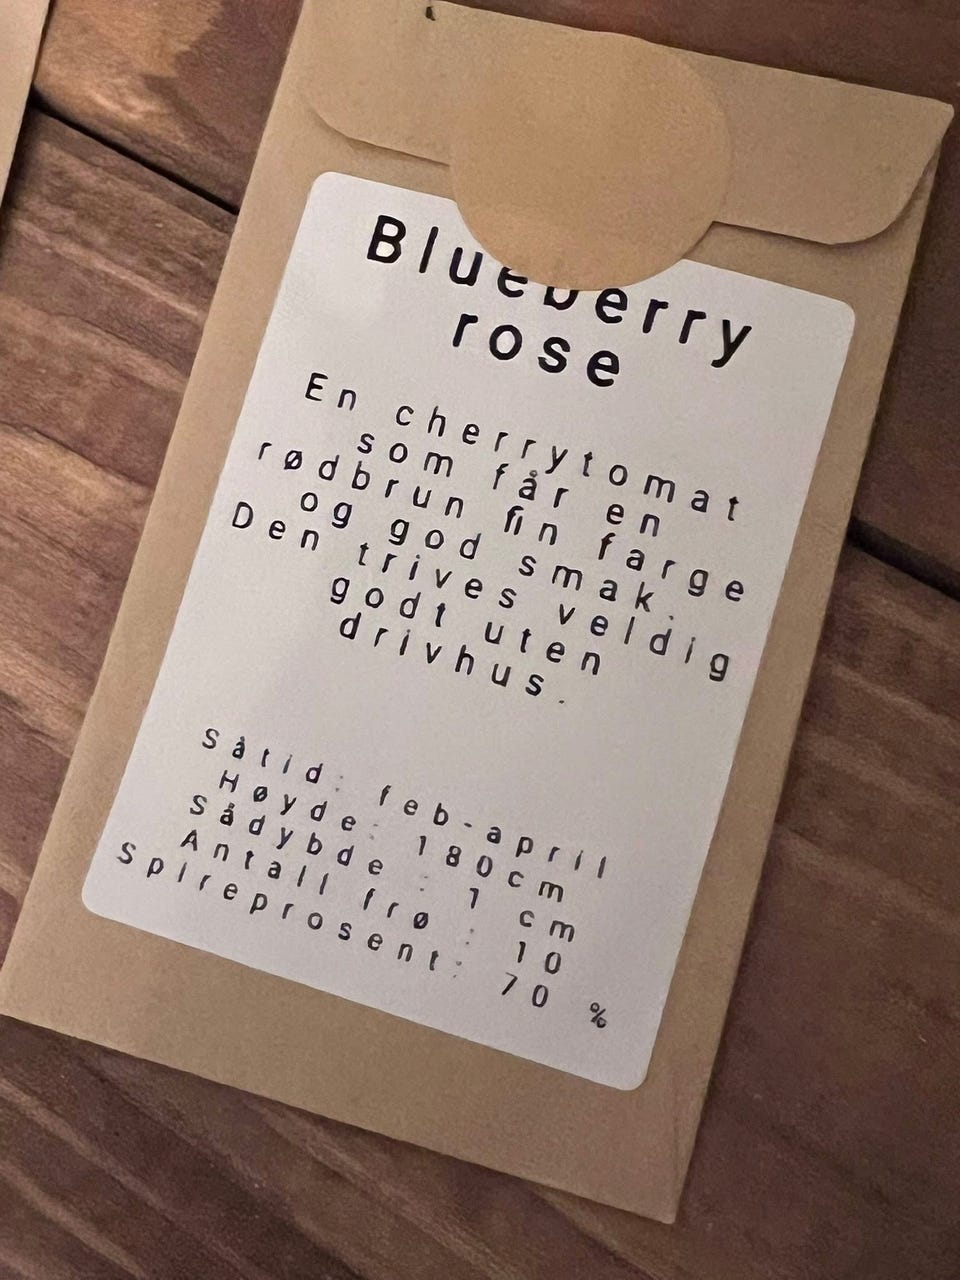 Blueberry
rose
En cherrytomat
som får en
rødbrun fin farge
og god smak.
Den trives veldig
godt uten
drivhus.
Såtid: feb-april
Høyde: 180cm
Sådybde : 1 cm
Antall frø : 10
Spireprosent: 70 %